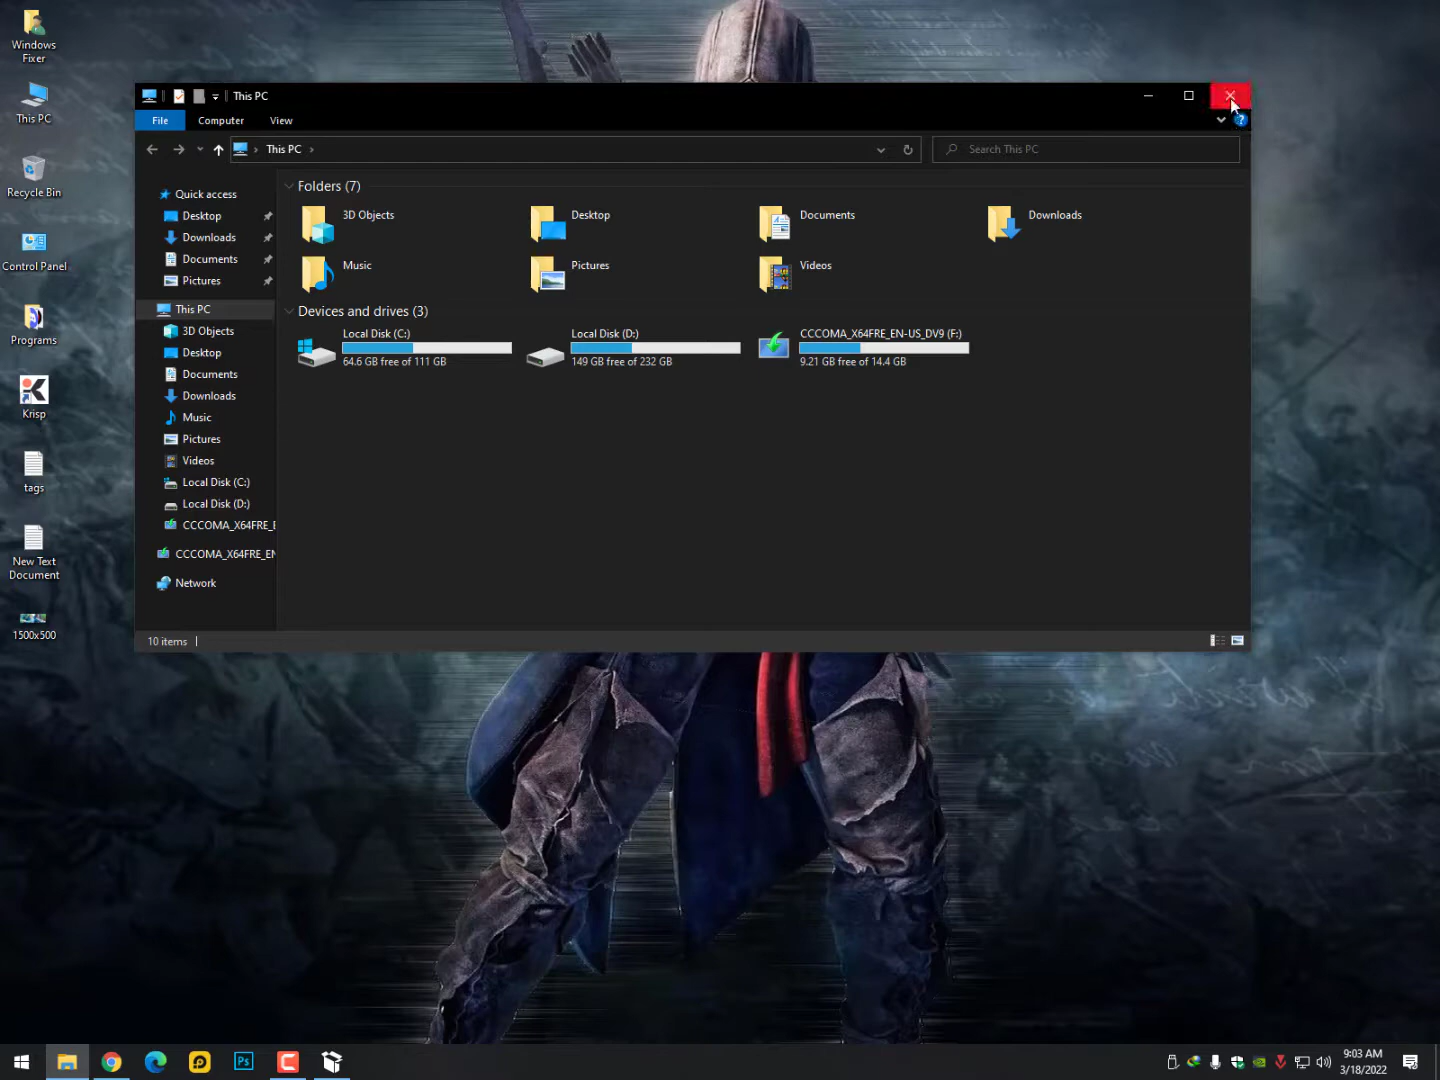 Windows
Fixer
This PC
Recycle Bin
Control Panel
Programs
Krisp
tags
New Text
Document
1500x500
This PC
File Computer View
This PC
Search This PC
Quick access
Desktop
Downloads
Documents
Pictures
This PC
3D Objects
Desktop
Documents
Downloads
Music
Pictures
Videos
Local Disk (C:)
Local Disk (D:)
CCCOMA_X64FRE_E
CCCOMA_X64FRE_EN
Network
Folders (7)
3D Objects Desktop Documents Downloads
Music Pictures Videos
Devices and drives (3)
Local Disk (C:) Local Disk (D:) CCCOMA_X64FRE_EN-US_DV9 (F:)
64.6 GB free of 111 GB 149 GB free of 232 GB 9.21 GB free of 14.4 GB
10 items
Ps
9:03 AM
3/18/2022